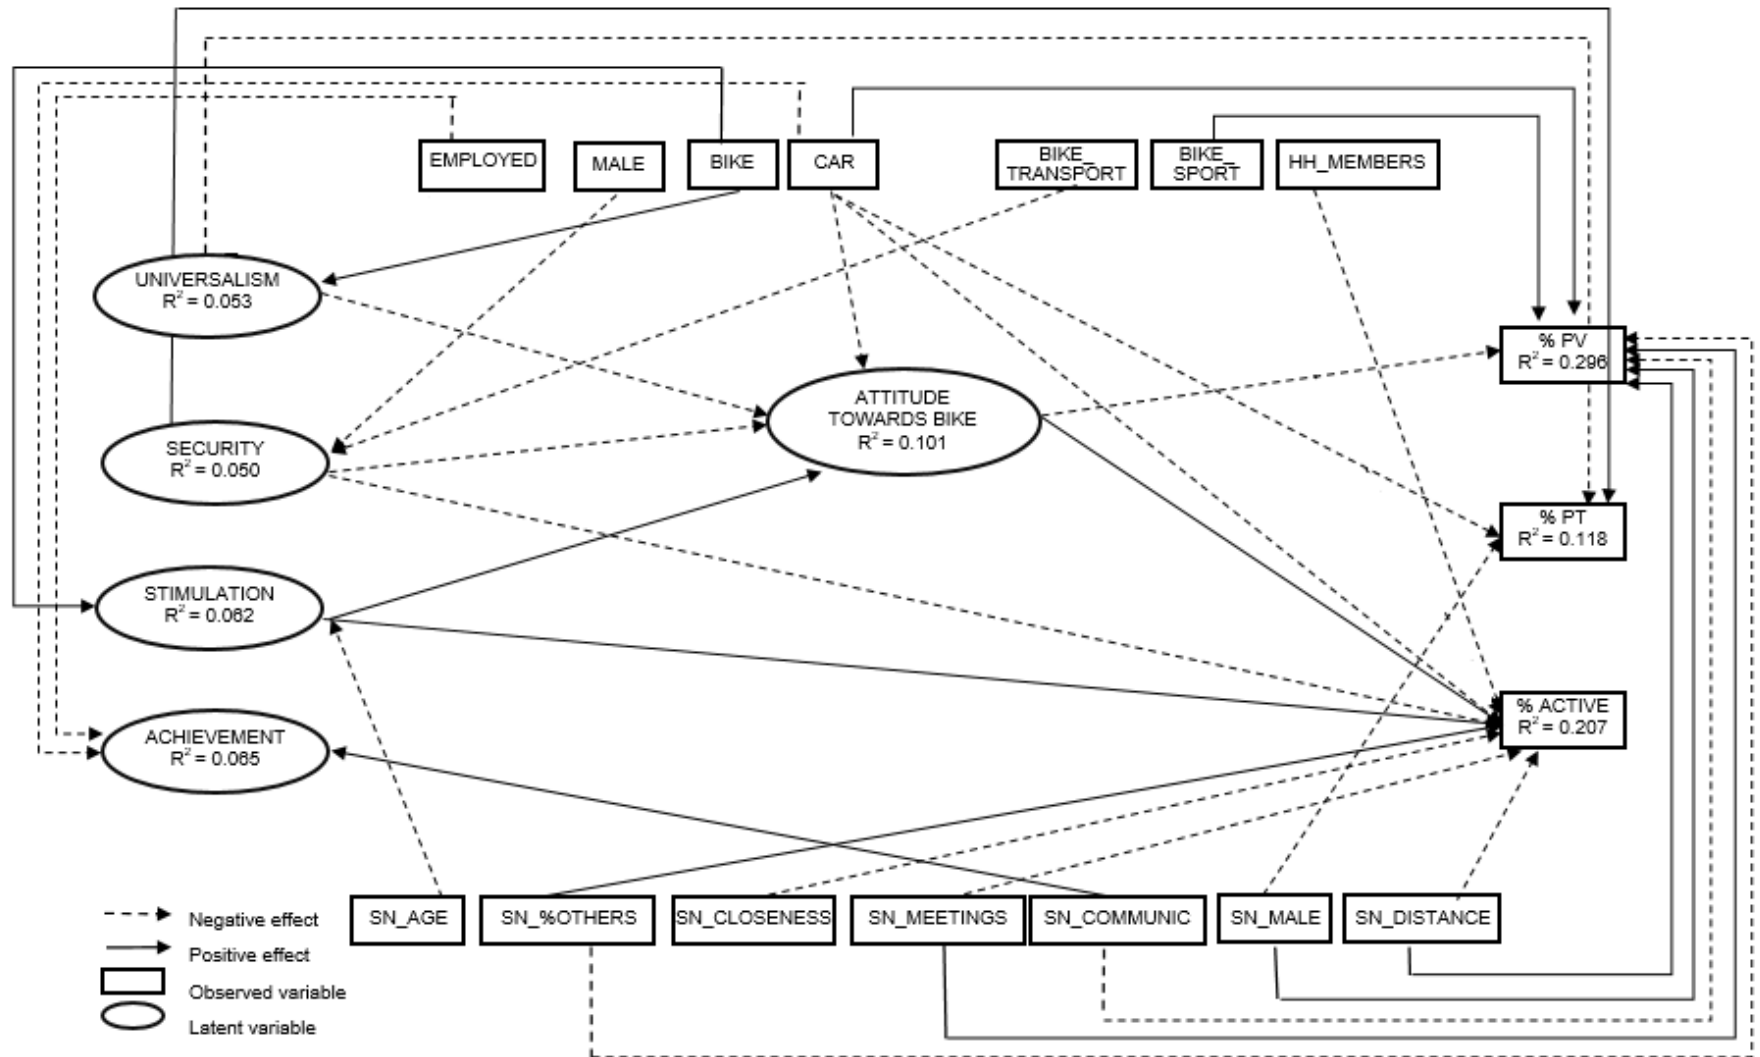 EMPLOYED
MALE
BIKE
CAR
BIKE_
TRANSPORT
BIKE_
SPORT
HH_MEMBERS
UNIVERSALISM
R² = 0.053
% PV
R² = 0.296
ATTITUDE
TOWARDS BIKE
R² = 0.101
SECURITY
R² = 0.050
% PT
R² = 0.118
STIMULATION
R² = 0.062
% ACTIVE
R² = 0.207
ACHIEVEMENT
R² = 0.065
SN_AGE
SN_%OTHERS
SN_CLOSENESS
SN_MEETINGS
SN_COMMUNIC
SN_MALE
SN_DISTANCE
Negative effect
Positive effect
Observed variable
Latent variable